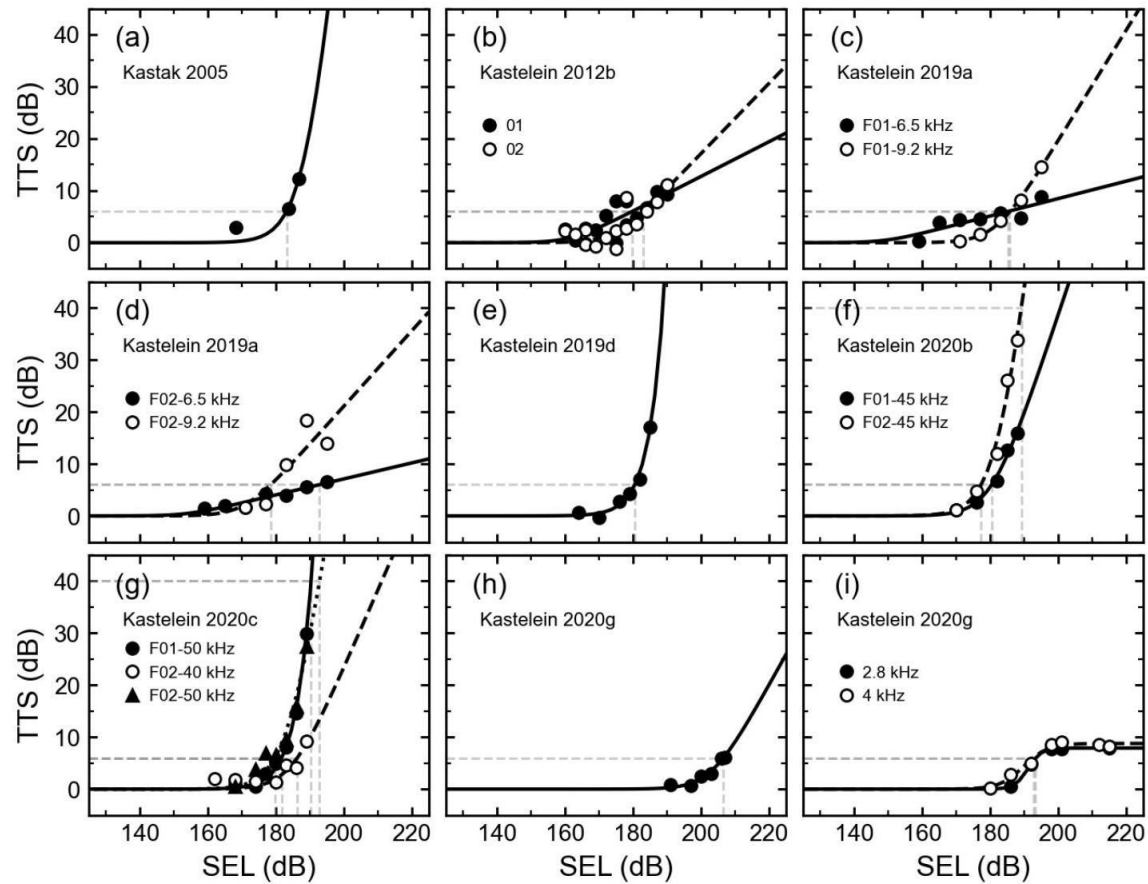 (a)
Kastak 2005
(b)
Kastelein 2012b
01
02
(c)
Kastelein 2019a
F01-6.5 kHz
F01-9.2 kHz
40
30
20
10
0
TTS (dB)
(d)
Kastelein 2019a
F02-6.5 kHz
F02-9.2 kHz
(e)
Kastelein 2019d
(f)
Kastelein 2020b
F01-45 kHz
F02-45 kHz
40
30
20
10
0
TTS (dB)
(g)
Kastelein 2020c
F01-50 kHz
F02-40 kHz
F02-50 kHz
(h)
Kastelein 2020g
(i)
Kastelein 2020g
2.8 kHz
4 kHz
40
30
20
10
0
TTS (dB)
140 160 180 200 220
140 160 180 200 220
140 160 180 200 220
SEL (dB)
SEL (dB)
SEL (dB)